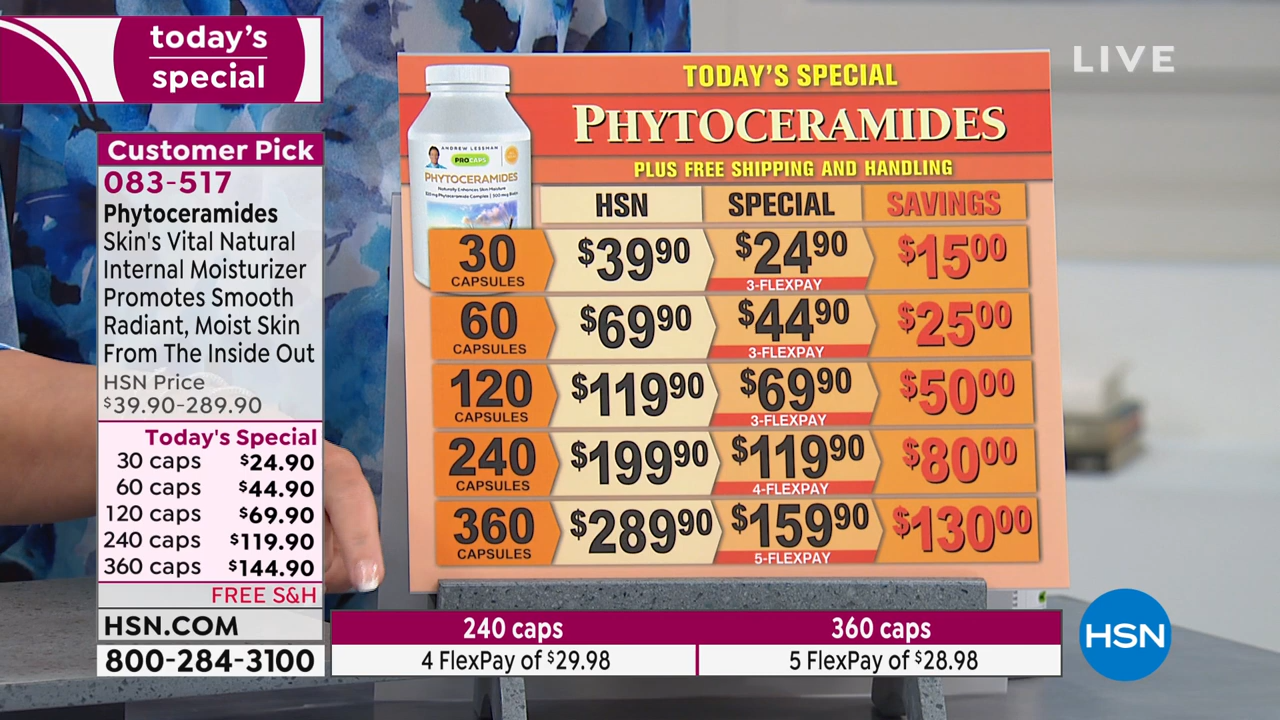 today's
special
Customer Pick
083-517
Phytoceramides
Skin's Vital Natural
Internal Moisturizer
Promotes Smooth
Radiant, Moist Skin
From The Inside Out
HSN Price
$39.90-289.90
Today's Special
30 caps $24.90
60 caps $44.90
120 caps $69.90
240 caps $119.90
360 caps $144.90
FREE S&H
HSN.COM
800-284-3100
LIVE
TODAY'S SPECIAL
PHYTOCERAMIDES
PLUS FREE SHIPPING AND HANDLING
ANDREW LESSMAN
PROCAPS
PHYTOCERAMIDES
Naturally Enhances Skin Moisture
HSN SPECIAL SAVINGS
30 CAPSULES $39.90 $24.90 3-FLEXPAY $15.00
60 CAPSULES $69.90 $44.90 3-FLEXPAY $25.00
120 CAPSULES $119.90 $69.90 3-FLEXPAY $50.00
240 CAPSULES $199.90 $119.90 4-FLEXPAY $80.00
360 CAPSULES $289.90 $159.90 5-FLEXPAY $130.00
240 caps 360 caps
4 FlexPay of $29.98 5 FlexPay of $28.98
HSN